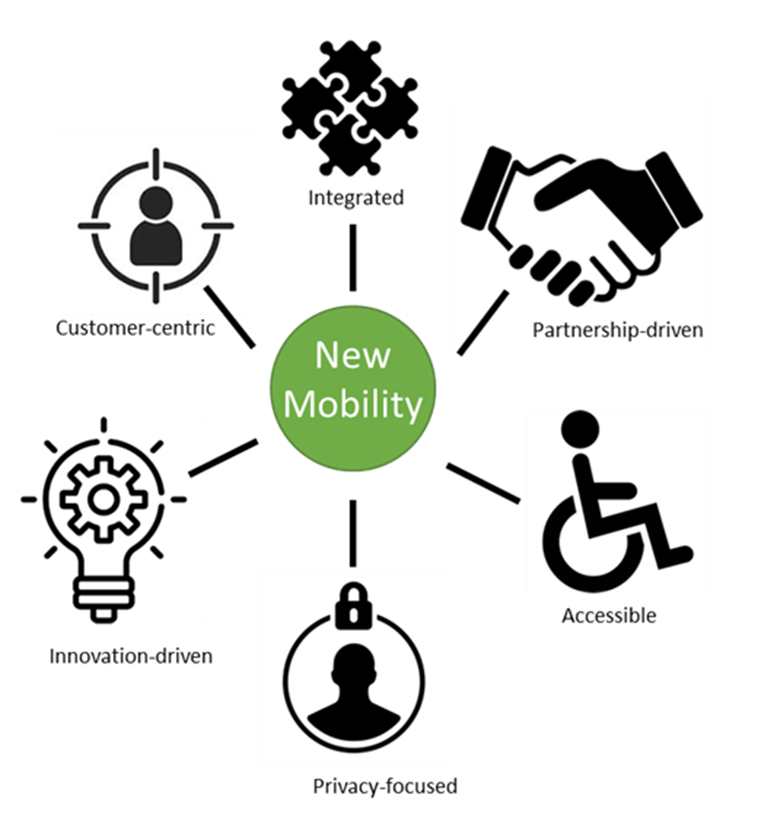 Integrated
Customer-centric
Partnership-driven
New
Mobility
Innovation-driven
Accessible
Privacy-focused